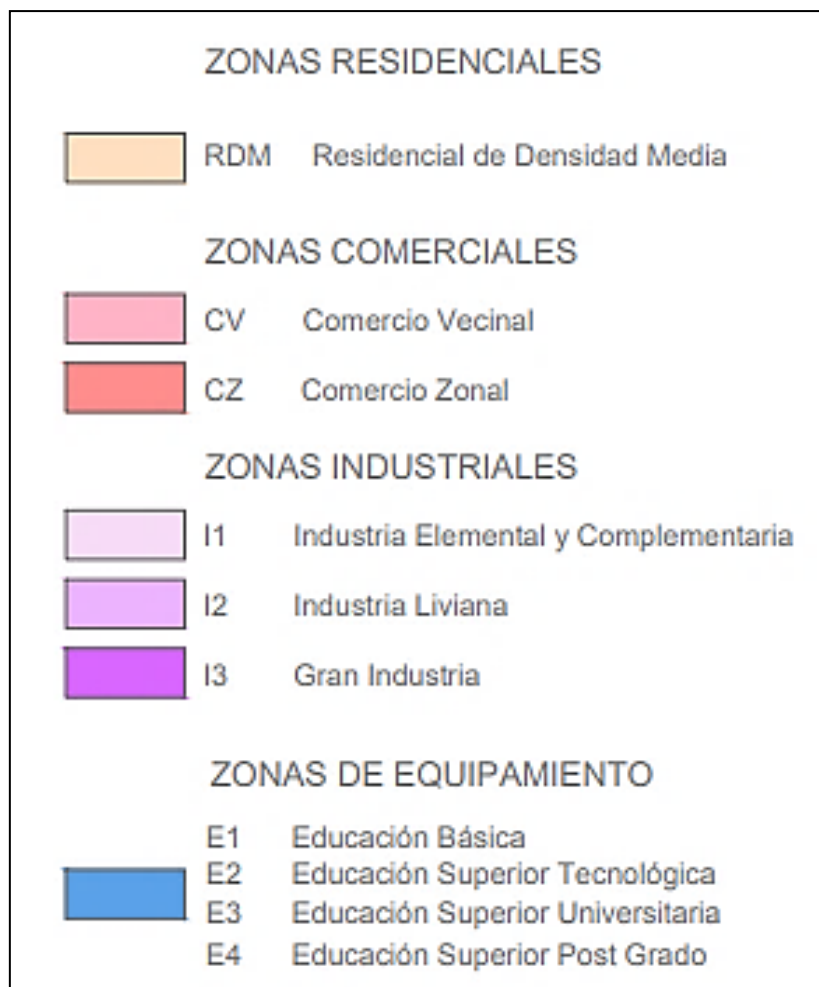 ZONAS RESIDENCIALES
RDM Residencial de Densidad Media
ZONAS COMERCIALES
CV Comercio Vecinal
CZ Comercio Zonal
ZONAS INDUSTRIALES
I1 Industria Elemental y Complementaria
I2 Industria Liviana
I3 Gran Industria
ZONAS DE EQUIPAMIENTO
E1 Educación Básica
E2 Educación Superior Tecnológica
E3 Educación Superior Universitaria
E4 Educación Superior Post Grado